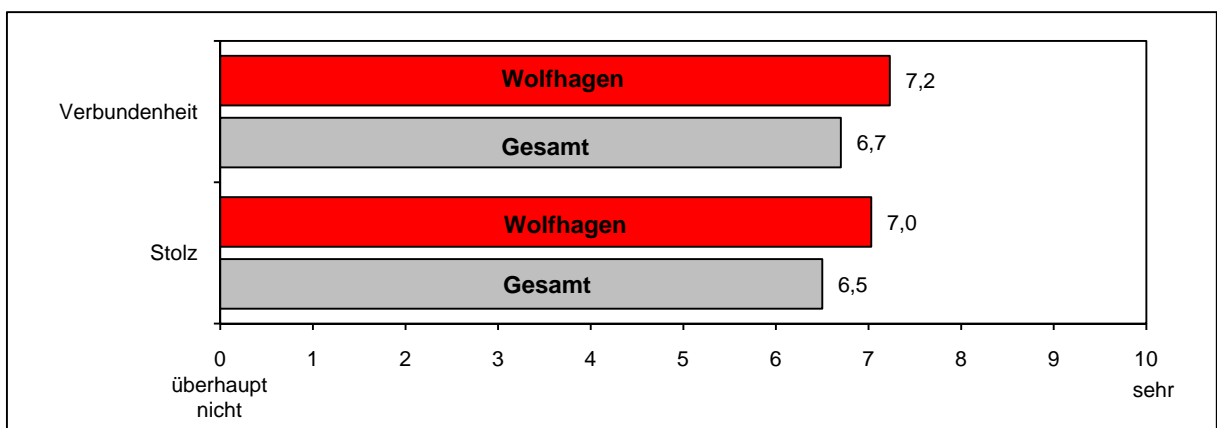 Verbundenheit
Wolfhagen
7,2
Gesamt
6,7
Stolz
Wolfhagen
7,0
Gesamt
6,5
0 1 2 3 4 5 6 7 8 9 10
überhaupt
nicht
sehr